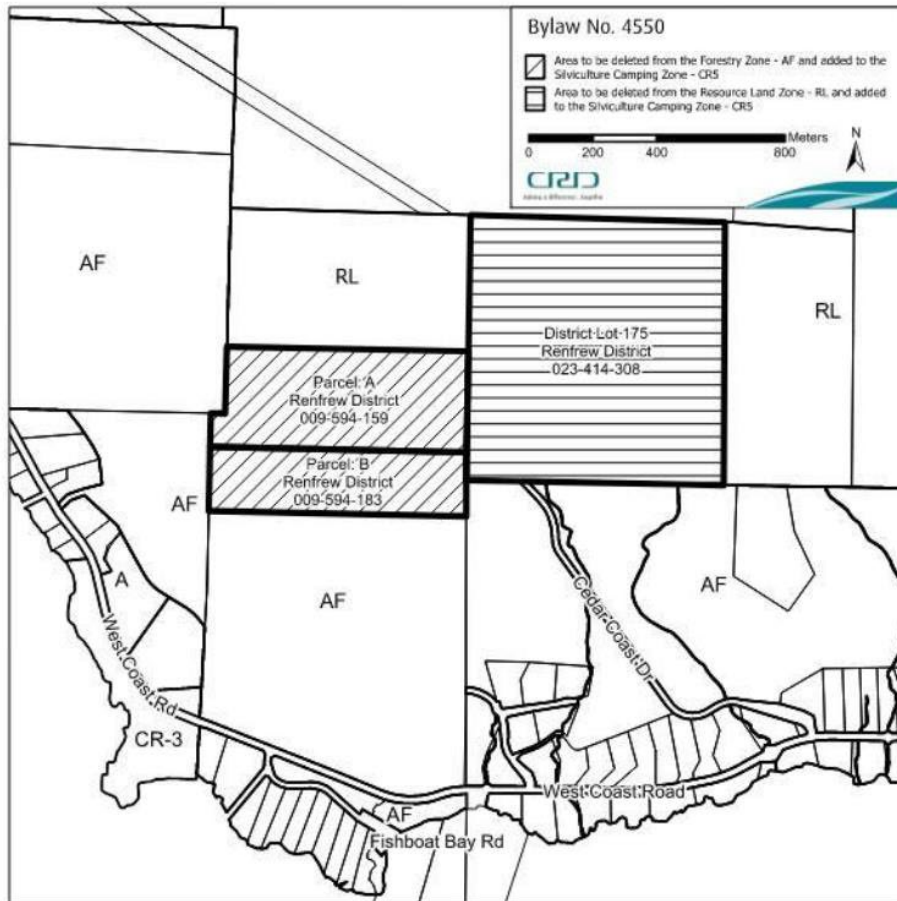 Bylaw No. 4550
Area to be deleted from the Forestry Zone - AF and added to the
Silviculture Camping Zone - CR5
Area to be deleted from the Resource Land Zone - RL and added
to the Silviculture Camping Zone - CR5
Meters
0 200 400 800
N
CRD
AF
RL
RL
District Lot 175
Renfrew District
023-414-308
Parcel: A
Renfrew District
009-594-159
Parcel: B
Renfrew District
009-594-183
AF
A
AF
AF
West Coast Rd
Cedar Coast Dr
CR-3
West Coast Road
AF
Fishboat Bay Rd